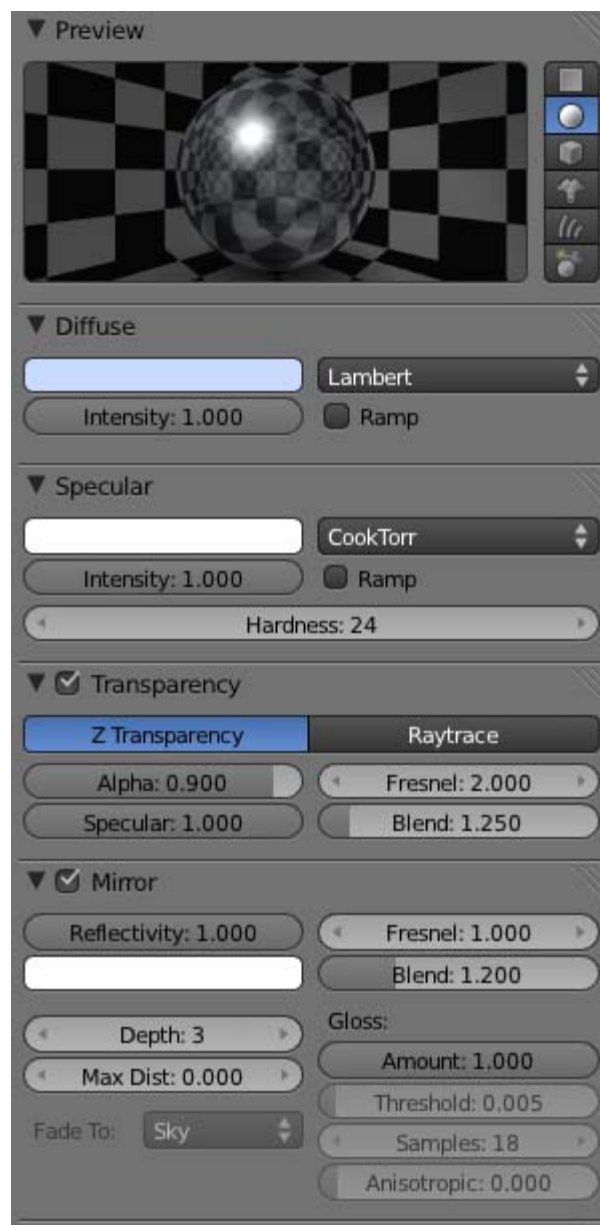 Preview
Diffuse
Lambert
Intensity: 1.000
Ramp
Specular
CookTorr
Intensity: 1.000
Ramp
Hardness: 24
Transparency
Z Transparency
Raytrace
Alpha: 0.900
Fresnel: 2.000
Specular: 1.000
Blend: 1.250
Mirror
Reflectivity: 1.000
Fresnel: 1.000
Blend: 1.200
Depth: 3
Max Dist: 0.000
Fade To:
Sky
Gloss:
Amount: 1.000
Threshold: 0.005
Samples: 18
Anisotropic: 0.000